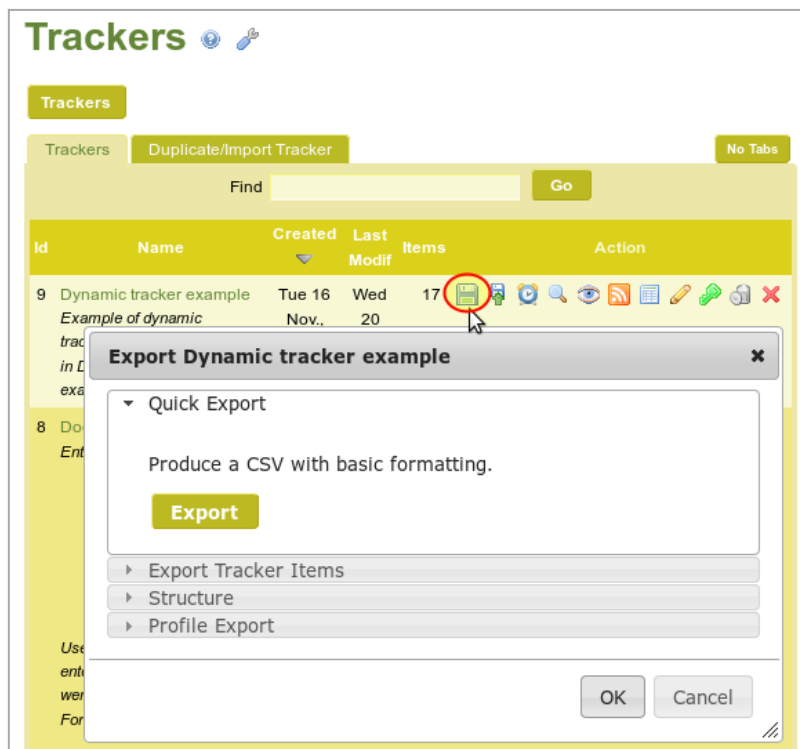 Trackers
Trackers
Trackers Duplicate/Import Tracker No Tabs
Find Go
Id Name Created Last Modif Items Action
9 Dynamic tracker example Tue 16 Wed 17
Example of dynamic Nov., 20
in
8
Export Dynamic tracker example
Quick Export
Produce a CSV with basic formatting.
Export
Export Tracker Items
Structure
Profile Export
OK Cancel